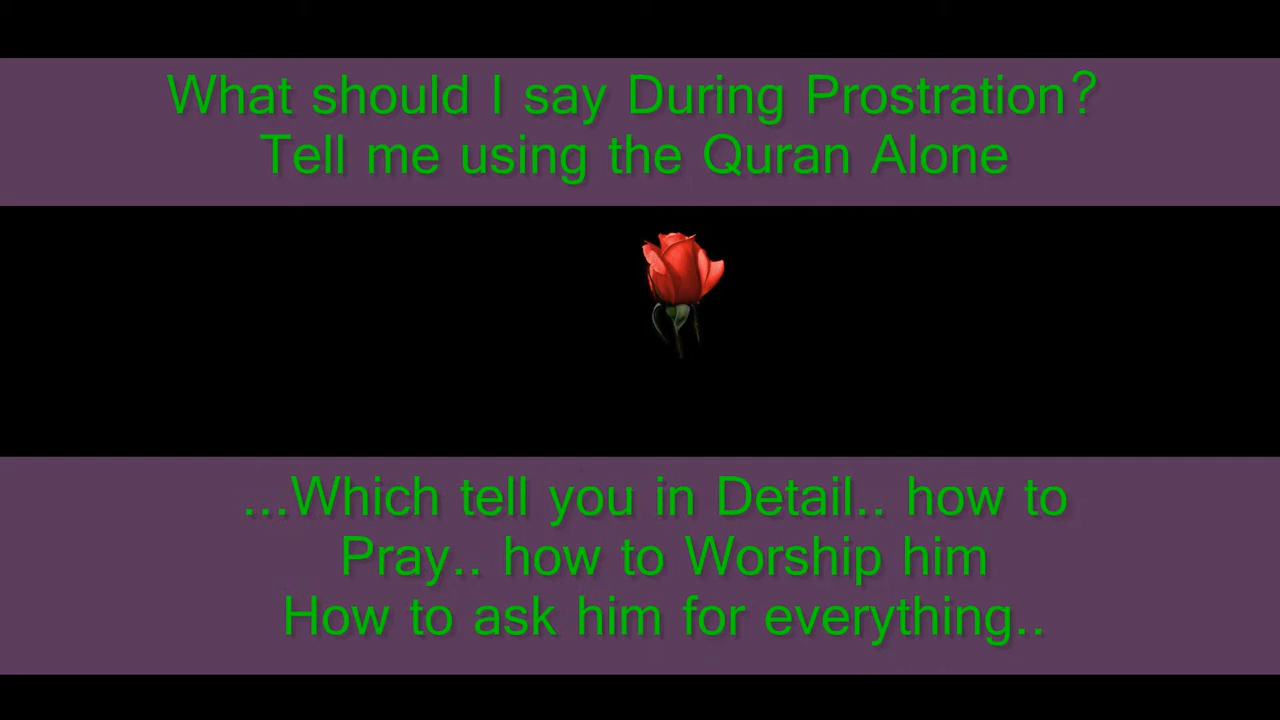 What should I say During Prostration?
Tell me using the Quran Alone
...Which tell you in Detail.. how to
Pray.. how to Worship him
How to ask him for everything..